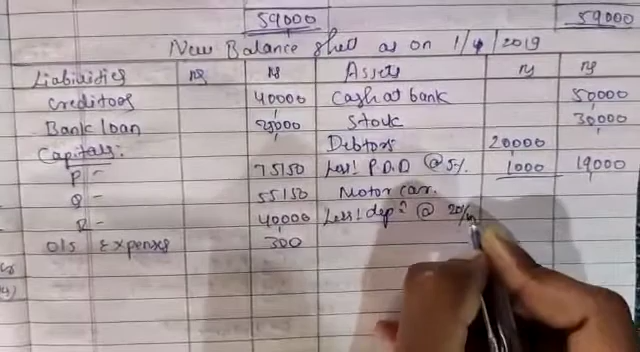 59000 59000
New Balance Sheet as on 1/4/2019
Liabilities Rs Rs Assets Rs Rs
Creditors 40000 Cash at bank 50000
Bank loan 25000 Stock 30000
Capitals: Debtors 20000
P - 75150 Less: P.D.D @ 5% 1000 19000
Q - 55150 Motor car.
R - 40000 Less: depn @ 20%
O/s Expenses 300